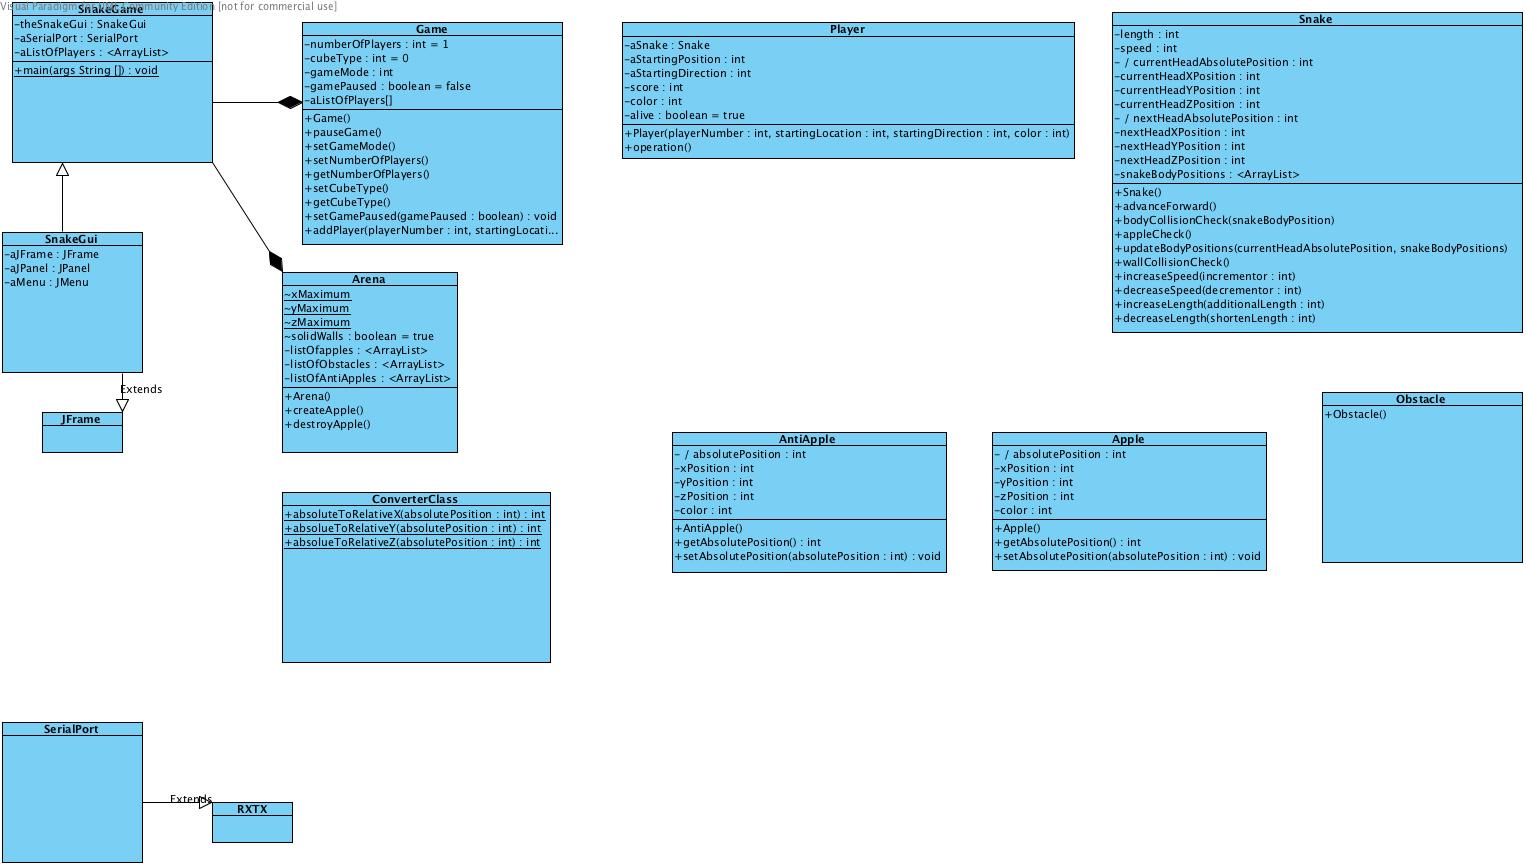 Visual Paradigm for UML Community Edition [not for commercial use]
SnakeGame
-theSnakeGui : SnakeGui
-aSerialPort : SerialPort
-aListOfPlayers : <ArrayList>
+main(args String []) : void
Game
-numberOfPlayers : int = 1
-cubeType : int = 0
-gameMode : int
-gamePaused : boolean = false
-aListOfPlayers[]
+Game()
+pauseGame()
+setGameMode()
+setNumberOfPlayers()
+getNumberOfPlayers()
+setCubeType()
+getCubeType()
+setGamePaused(gamePaused : boolean) : void
+addPlayer(playerNumber : int, startingLocati...
Player
-aSnake : Snake
-aStartingPosition : int
-aStartingDirection : int
-score : int
-color : int
-alive : boolean = true
+Player(playerNumber : int, startingLocation : int, startingDirection : int, color : int)
+operation()
Snake
-length : int
-speed : int
- / currentHeadAbsolutePosition : int
-currentHeadXPosition : int
-currentHeadYPosition : int
-currentHeadZPosition : int
- / nextHeadAbsolutePosition : int
-nextHeadXPosition : int
-nextHeadYPosition : int
-nextHeadZPosition : int
-snakeBodyPositions : <ArrayList>
+Snake()
+advanceForward()
+bodyCollisionCheck(snakeBodyPosition)
+appleCheck()
+updateBodyPositions(currentHeadAbsolutePosition, snakeBodyPositions)
+wallCollisionCheck()
+increaseSpeed(incrementor : int)
+decreaseSpeed(decrementor : int)
+increaseLength(additionalLength : int)
+decreaseLength(shortenLength : int)
SnakeGui
-aJFrame : JFrame
-aJPanel : JPanel
-aMenu : JMenu
Extends
JFrame
Arena
~xMaximum
~yMaximum
~zMaximum
~solidWalls : boolean = true
-listOfapples : <ArrayList>
-listOfObstacles : <ArrayList>
-listOfAntiApples : <ArrayList>
+Arena()
+createApple()
+destroyApple()
AntiApple
- / absolutePosition : int
-xPosition : int
-yPosition : int
-zPosition : int
-color : int
+AntiApple()
+getAbsolutePosition() : int
+setAbsolutePosition(absolutePosition : int) : void
Apple
- / absolutePosition : int
-xPosition : int
-yPosition : int
-zPosition : int
-color : int
+Apple()
+getAbsolutePosition() : int
+setAbsolutePosition(absolutePosition : int) : void
Obstacle
+Obstacle()
ConverterClass
+absoluteToRelativeX(absolutePosition : int) : int
+absolueToRelativeY(absolutePosition : int) : int
+absolueToRelativeZ(absolutePosition : int) : int
SerialPort
Extends
RXTX